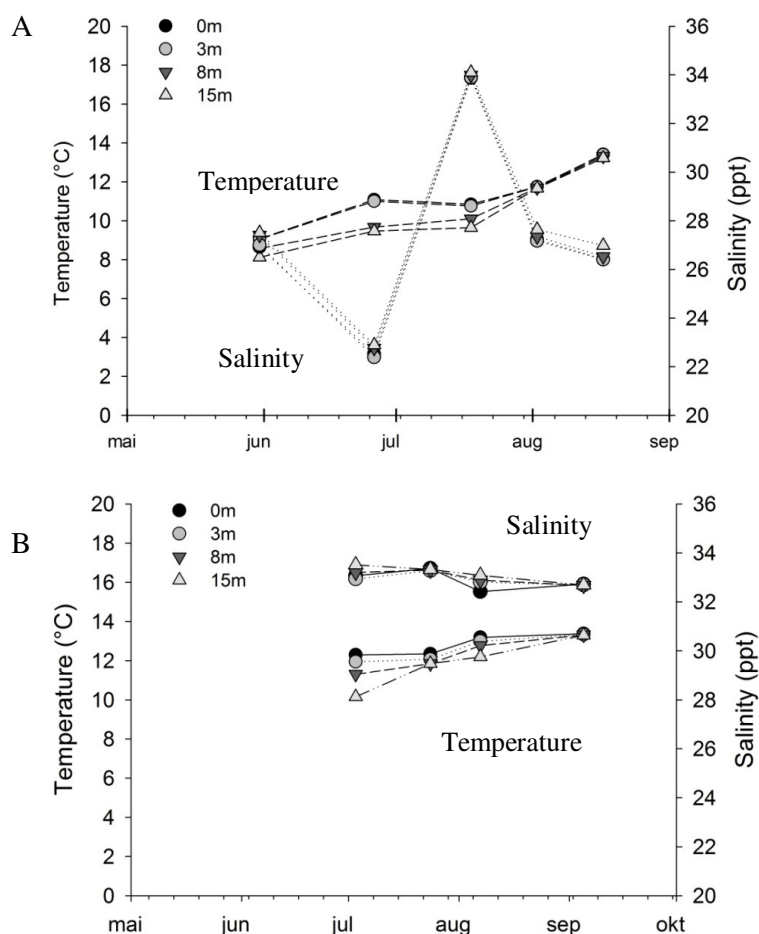 A
0m
3m
8m
15m
Temperature
Salinity
Temperature (°C)
20
18
16
14
12
10
8
6
4
2
0
Salinity (ppt)
36
34
32
30
28
26
24
22
20
mai jun jul aug sep
B
0m
3m
8m
15m
Salinity
Temperature
Temperature (°C)
20
18
16
14
12
10
8
6
4
2
0
Salinity (ppt)
36
34
32
30
28
26
24
22
20
mai jun jul aug sep okt